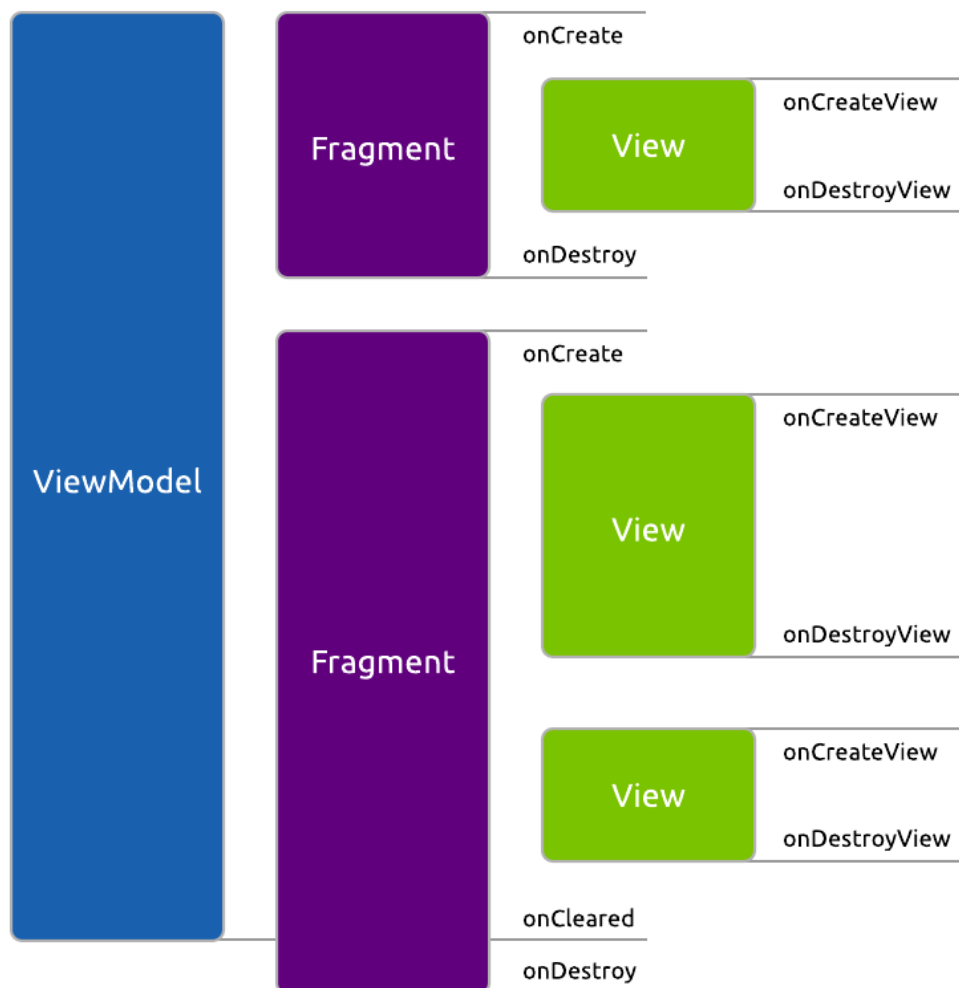 onCreate
onCreateView
Fragment
View
onDestroyView
onDestroy
onCreate
onCreateView
ViewModel
View
onDestroyView
Fragment
onCreateView
View
onDestroyView
onCleared
onDestroy